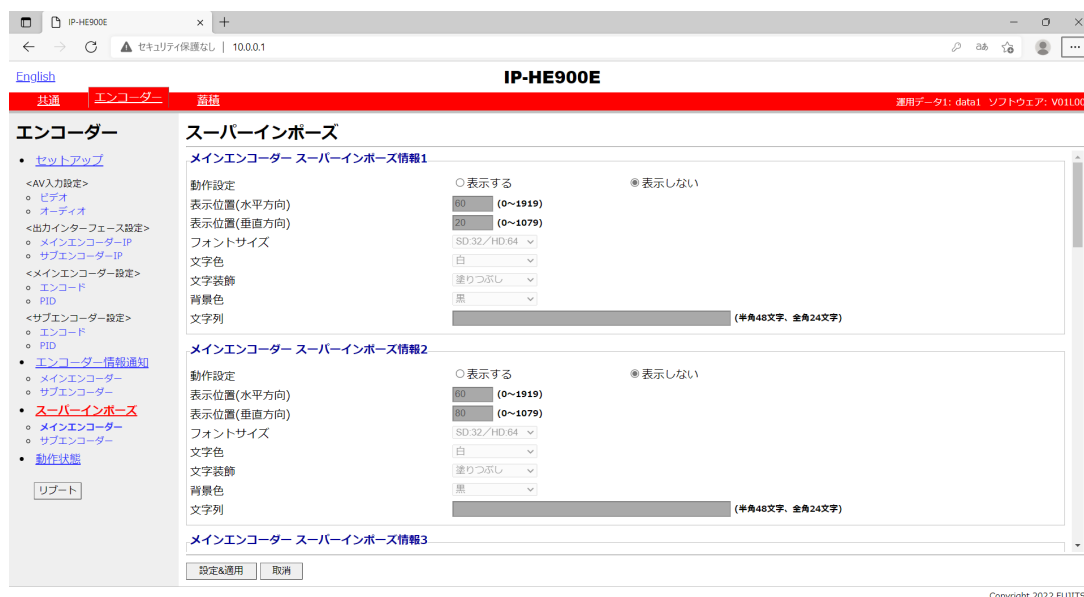 IP-HE900E
セキュリティ保護なし | 10.0.0.1
English
IP-HE900E
共通 エンコーダー 蓄積
運用データ1: data1 ソフトウェア: V01L00
エンコーダー
セットアップ
<AV入力設定>
ビデオ
オーディオ
<出力インターフェース設定>
メインエンコーダーIP
サブエンコーダーIP
<メインエンコーダー設定>
エンコード
PID
<サブエンコーダー設定>
エンコード
PID
エンコーダー情報通知
メインエンコーダー
サブエンコーダー
スーパーインポーズ
メインエンコーダー
サブエンコーダー
動作状態
リブート
スーパーインポーズ
メインエンコーダー スーパーインポーズ情報1
動作設定 表示する 表示しない
表示位置(水平方向) 60 (0～1919)
表示位置(垂直方向) 20 (0～1079)
フォントサイズ SD:32／HD:64
文字色 白
文字装飾 塗りつぶし
背景色 黒
文字列 (半角48文字、全角24文字)
メインエンコーダー スーパーインポーズ情報2
動作設定 表示する 表示しない
表示位置(水平方向) 60 (0～1919)
表示位置(垂直方向) 80 (0～1079)
フォントサイズ SD:32／HD:64
文字色 白
文字装飾 塗りつぶし
背景色 黒
文字列 (半角48文字、全角24文字)
メインエンコーダー スーパーインポーズ情報3
設定&適用 取消
Copyright 2022 FUJITS